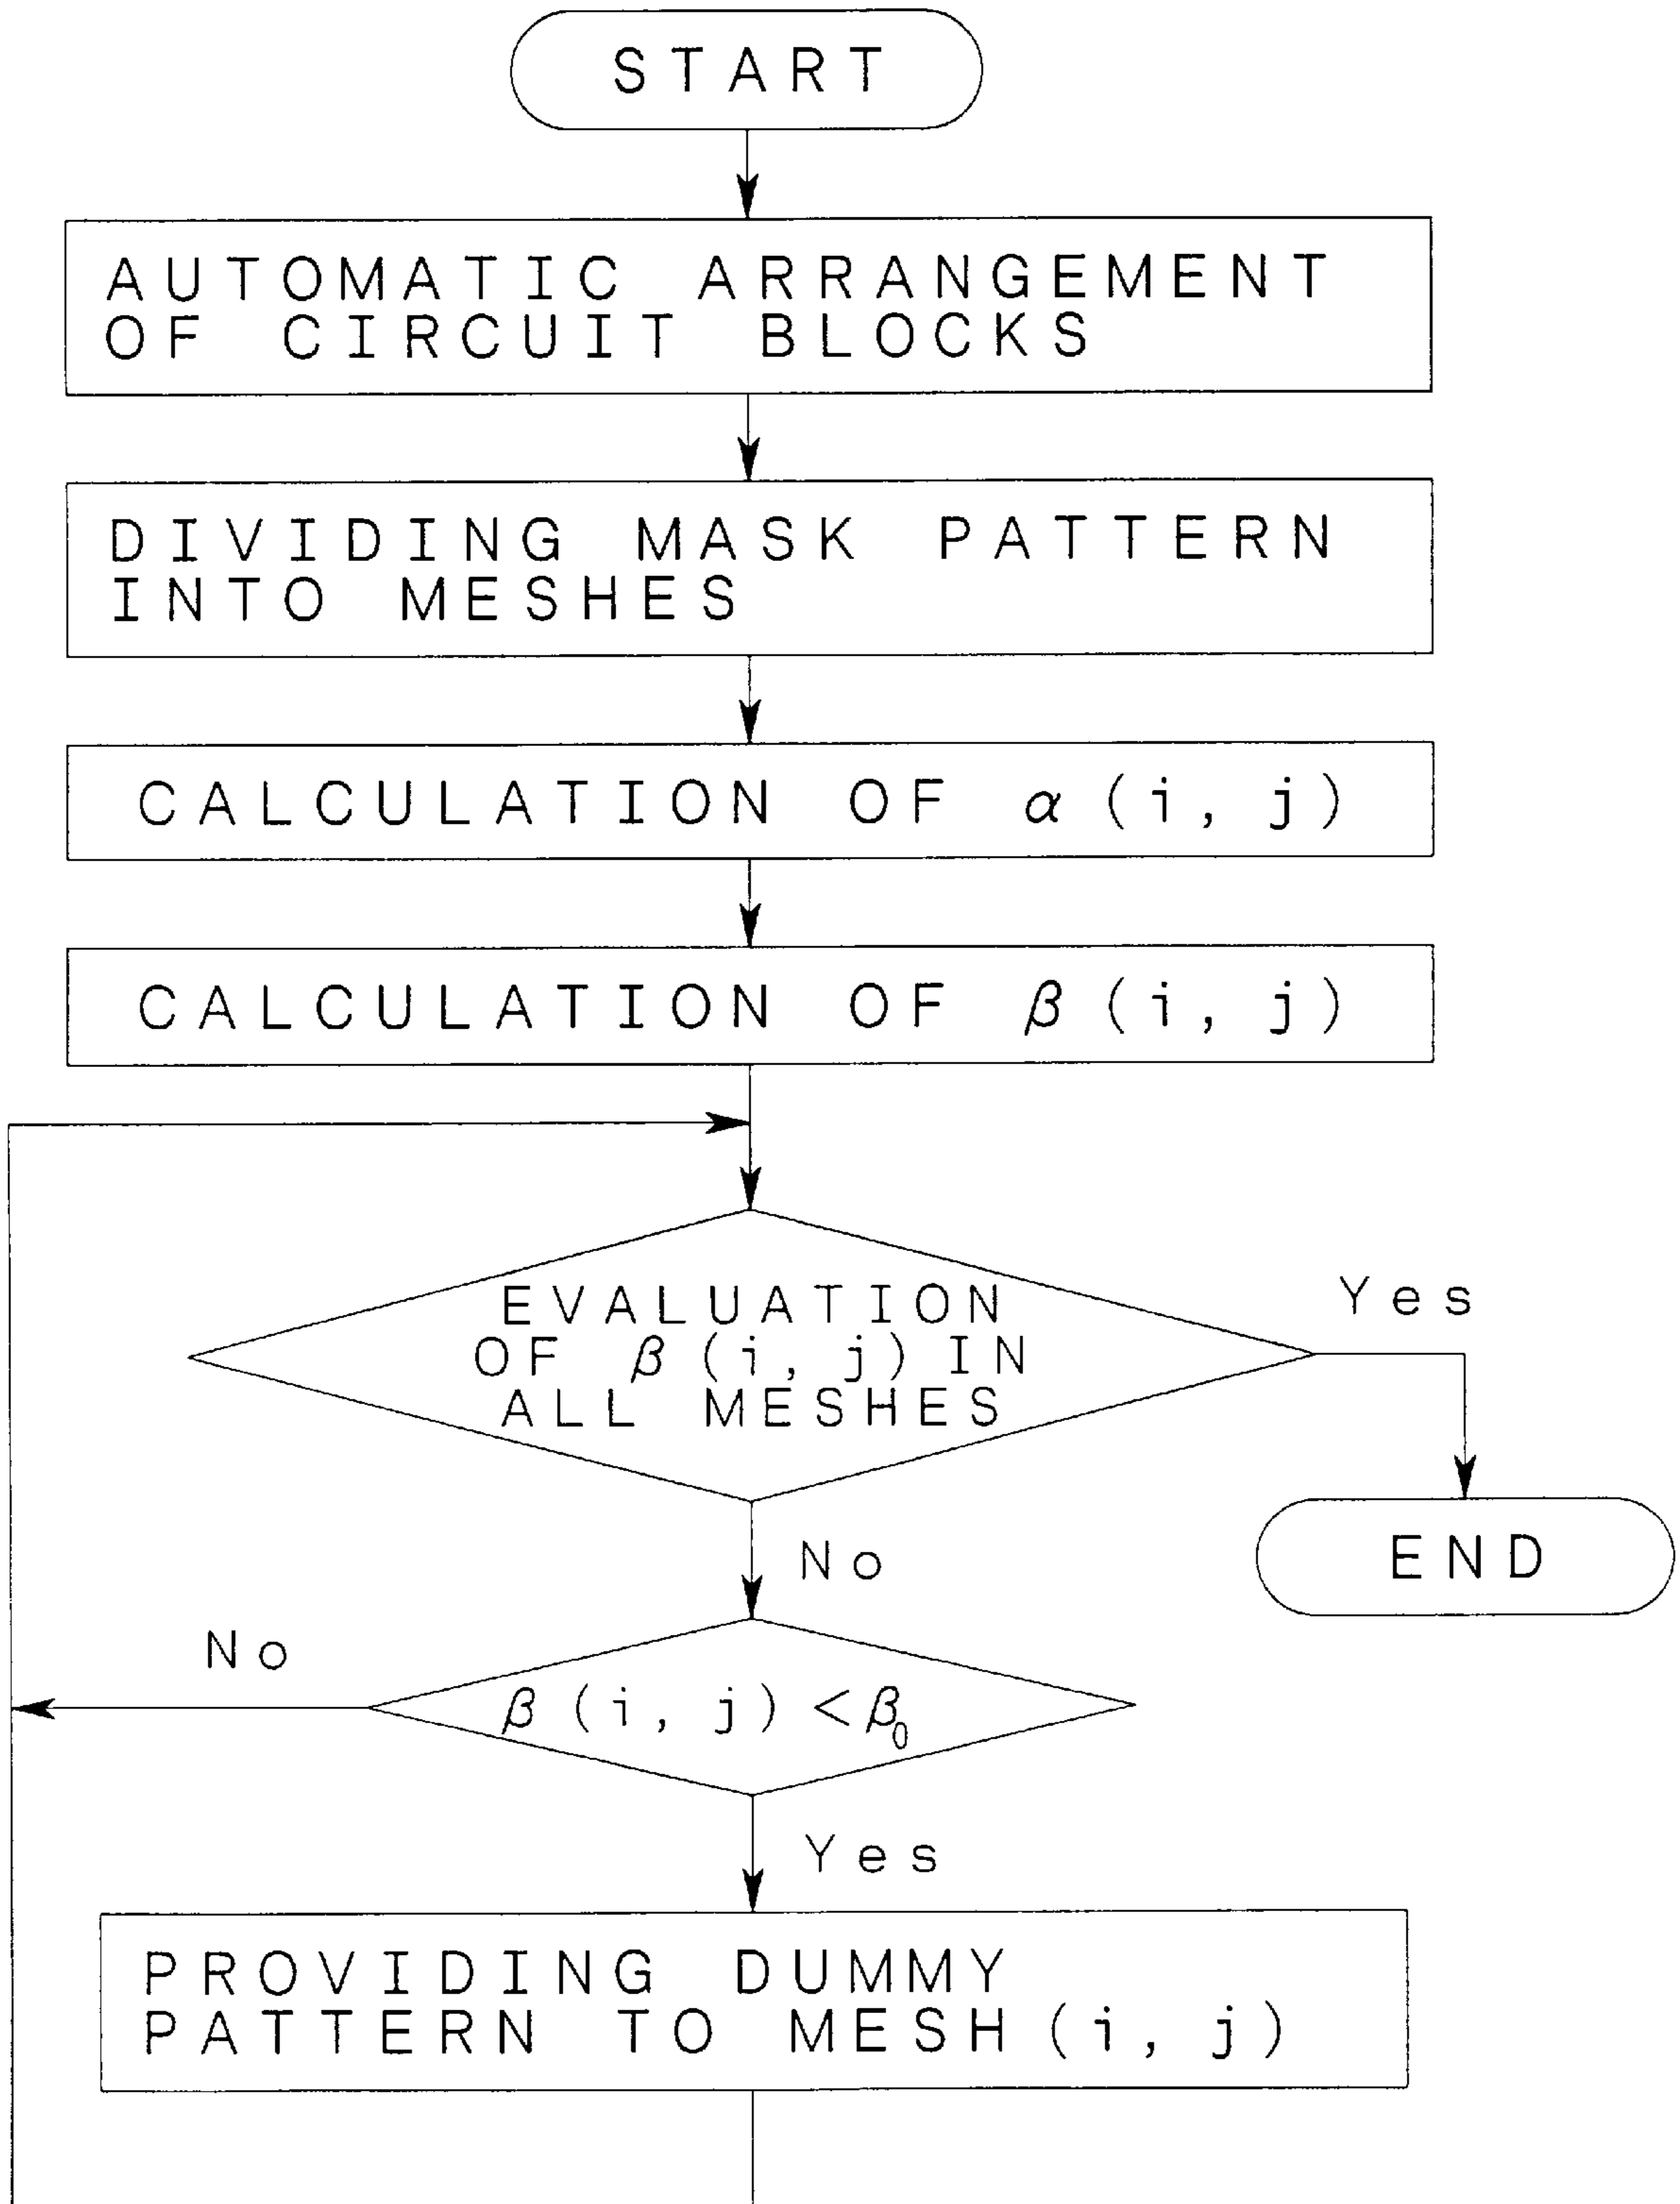 START
AUTOMATIC ARRANGEMENT
OF CIRCUIT BLOCKS
DIVIDING MASK PATTERN
INTO MESHES
CALCULATION OF α(i, j)
CALCULATION OF β(i, j)
EVALUATION
OF β(i, j) IN
ALL MESHES
Yes
END
No
β(i, j)<β₀
No
Yes
PROVIDING DUMMY
PATTERN TO MESH(i, j)